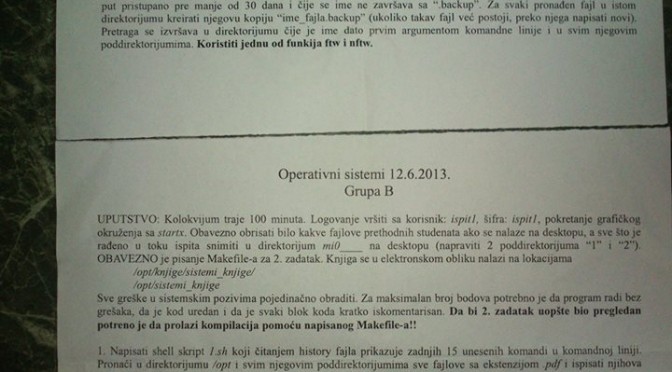 put pristupano pre manje od 30 dana i čije se ime ne završava sa ".backup". Za svaki pronađen fajl u istom
direktorijumu kreirati njegovu kopiju "ime_fajla.backup" (ukoliko takav fajl već postoji, preko njega napisati novi).
Pretraga se izvršava u direktorijumu čije je ime dato prvim argumentom komandne linije i u svim njegovim
poddirektorijumima. Koristiti jednu od funkija ftw i nftw.
Operativni sistemi 12.6.2013.
Grupa B
UPUTSTVO: Kolokvijum traje 100 minuta. Logovanje vršiti sa korisnik: ispit1, šifra: ispit1, pokretanje grafičkog
okruženja sa startx. Obavezno obrisati bilo kakve fajlove prethodnih studenata ako se nalaze na desktopu, a sve što je
rađeno u toku ispita snimiti u direktorijum mi0____ na desktopu (napraviti 2 poddirektorijuma "1" i "2").
OBAVEZNO je pisanje Makefile-a za 2. zadatak. Knjiga se u elektronskom obliku nalazi na lokacijama
/opt/knjige/sistemi_knjige/
/opt/sistemi_knjige
Sve greške u sistemskim pozivima pojedinačno obraditi. Za maksimalan broj bodova potrebno je da program radi bez
grešaka, da je kod uredan i da je svaki blok koda kratko iskomentarisan. Da bi 2. zadatak uopšte bio pregledan
potreno je da prolazi kompilacija pomoću napisanog Makefile-a!!
1. Napisati shell skript 1.sh koji čitanjem history fajla prikazuje zadnjih 15 unesenih komandi u komandnoj liniji.
Pronaći u direktorijumu /opt i svim njegovim poddirektorijumima sve fajlove sa ekstenzijom .pdf i ispisati njihova